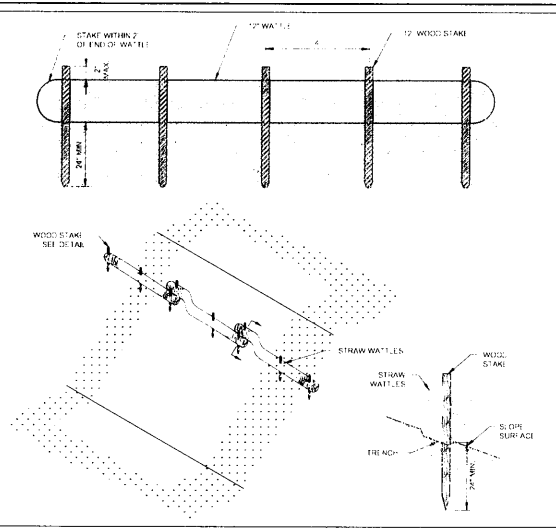 STAKE WITHIN 2'
OF END OF WATTLE
12" WATTLE
4'
WOOD STAKE
2"
MAX
24" MIN
WOOD STAKE
SEE DETAIL
STRAW WATTLES
STRAW
WATTLES
WOOD
STAKE
TRENCH
SLOPE
SURFACE
24" MIN